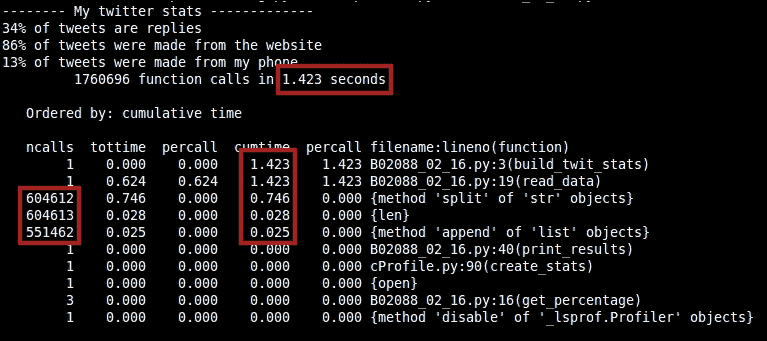 -------- My twitter stats -------------
34% of tweets are replies
86% of tweets were made from the website
13% of tweets were made from my phone
1760696 function calls in 1.423 seconds
Ordered by: cumulative time
ncalls tottime percall cumtime percall filename:lineno(function)
1 0.000 0.000 1.423 1.423 B02088_02_16.py:3(build_twit_stats)
1 0.624 0.624 1.423 1.423 B02088_02_16.py:19(read_data)
604612 0.746 0.000 0.746 0.000 {method 'split' of 'str' objects}
604613 0.028 0.000 0.028 0.000 {len}
551462 0.025 0.000 0.025 0.000 {method 'append' of 'list' objects}
1 0.000 0.000 0.000 0.000 B02088_02_16.py:40(print_results)
1 0.000 0.000 0.000 0.000 cProfile.py:90(create_stats)
1 0.000 0.000 0.000 0.000 {open}
3 0.000 0.000 0.000 0.000 B02088_02_16.py:16(get_percentage)
1 0.000 0.000 0.000 0.000 {method 'disable' of '_lsprof.Profiler' objects}